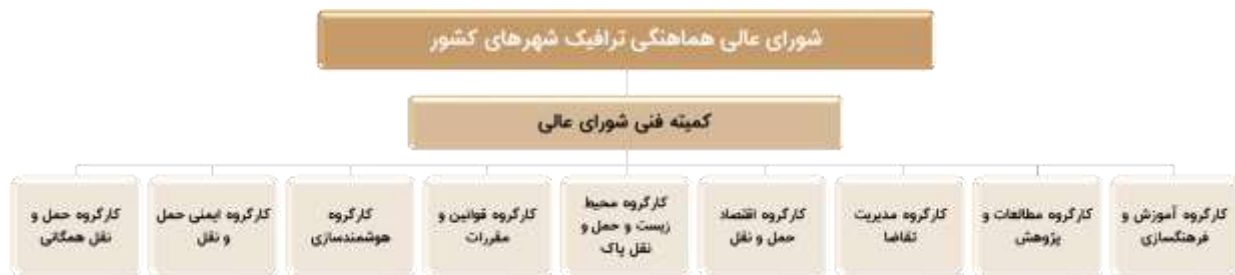 شورای عالی هماهنگی ترافیک شهرهای کشور
کمیته فنی شورای عالی
کارگروه آموزش و
فرهنگسازی
کارگروه مطالعات و
پژوهش
کارگروه مدیریت
تقاضا
کارگروه اقتصاد
حمل و نقل
کارگروه محیط
زیست و حمل و
نقل پاک
کارگروه قوانین و
مقررات
کارگروه
هوشمندسازی
کارگروه ایمنی حمل
و نقل
کارگروه حمل و
نقل همگانی